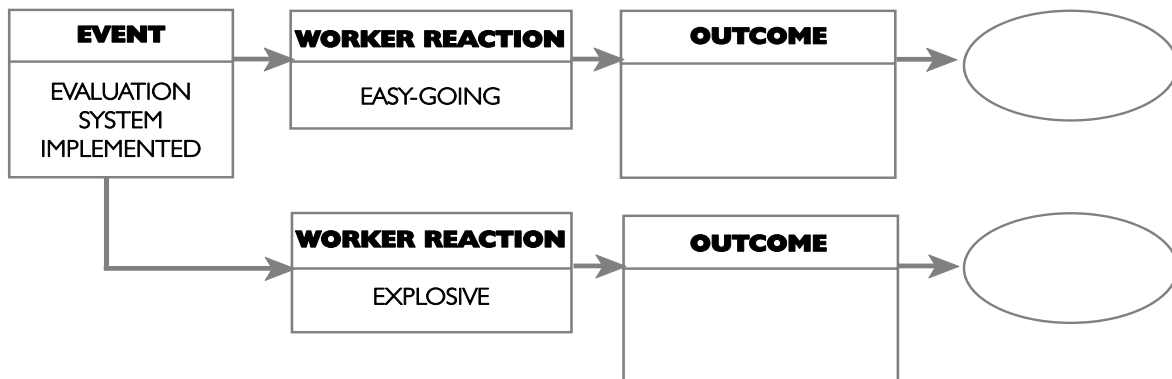 EVENT
EVALUATION
SYSTEM
IMPLEMENTED
WORKER REACTION
EASY-GOING
OUTCOME
WORKER REACTION
EXPLOSIVE
OUTCOME